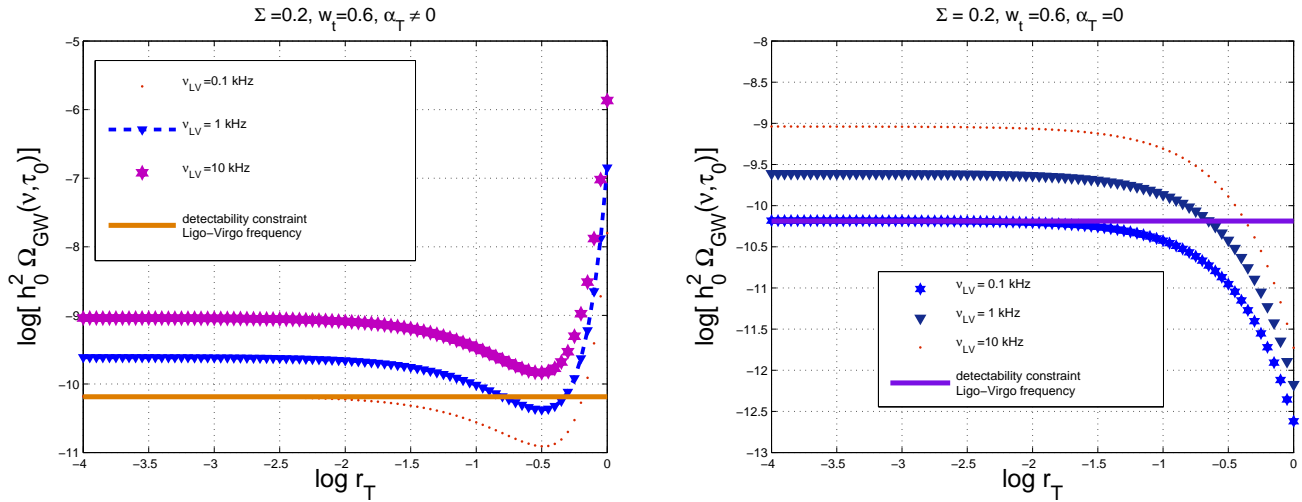 Σ =0.2, w_t=0.6, α_T ≠ 0
log[ h_0^2 Ω_GW(ν,τ_0)]
−5
−6
−7
−8
−9
−10
−11
ν_LV =0.1 kHz
ν_LV = 1 kHz
ν_LV =10 kHz
detectability constraint
Ligo−Virgo frequency
−4
−3.5
−3
−2.5
−2
−1.5
−1
−0.5
0
log r_T
Σ = 0.2, w_t=0.6, α_T =0
log[ h_0^2 Ω_GW(ν,τ_0)]
−8
−8.5
−9
−9.5
−10
−10.5
−11
−11.5
−12
−12.5
−13
ν_LV = 0.1 kHz
ν_LV = 1 kHz
ν_LV = 10 kHz
detectability constraint
Ligo−Virgo frequency
−4
−3.5
−3
−2.5
−2
−1.5
−1
−0.5
0
log r_T